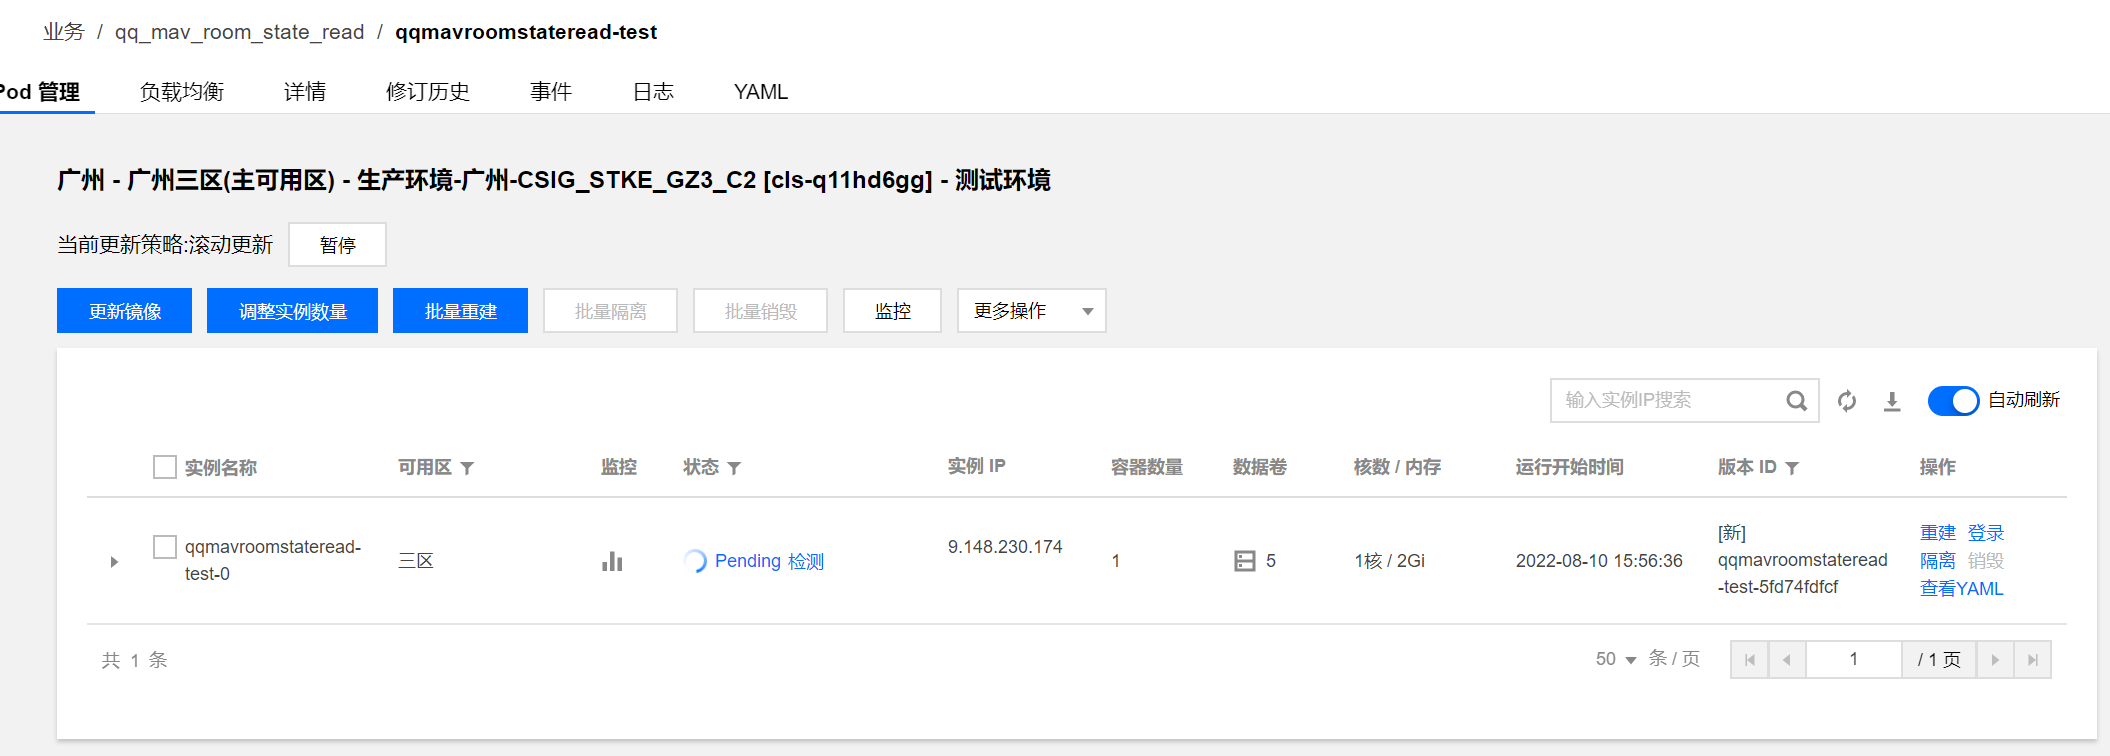 业务 / qq_mav_room_state_read / qqmavroomstateread-test
Pod 管理 负载均衡 详情 修订历史 事件 日志 YAML
广州 - 广州三区(主可用区) - 生产环境-广州-CSIG_STKE_GZ3_C2 [cls-q11hd6gg] - 测试环境
当前更新策略:滚动更新 暂停
更新镜像 调整实例数量 批量重建 批量隔离 批量销毁 监控 更多操作
输入实例IP搜索 自动刷新
实例名称 可用区 监控 状态 实例 IP 容器数量 数据卷 核数 / 内存 运行开始时间 版本 ID 操作
qqmavroomstateread-test-0 三区 Pending 检测 9.148.230.174 1 5 1核 / 2Gi 2022-08-10 15:56:36 [新] qqmavroomstateread-test-5fd74fdfcf 重建 登录 隔离 销毁 查看YAML
共 1 条 50 条 / 页 1 / 1 页